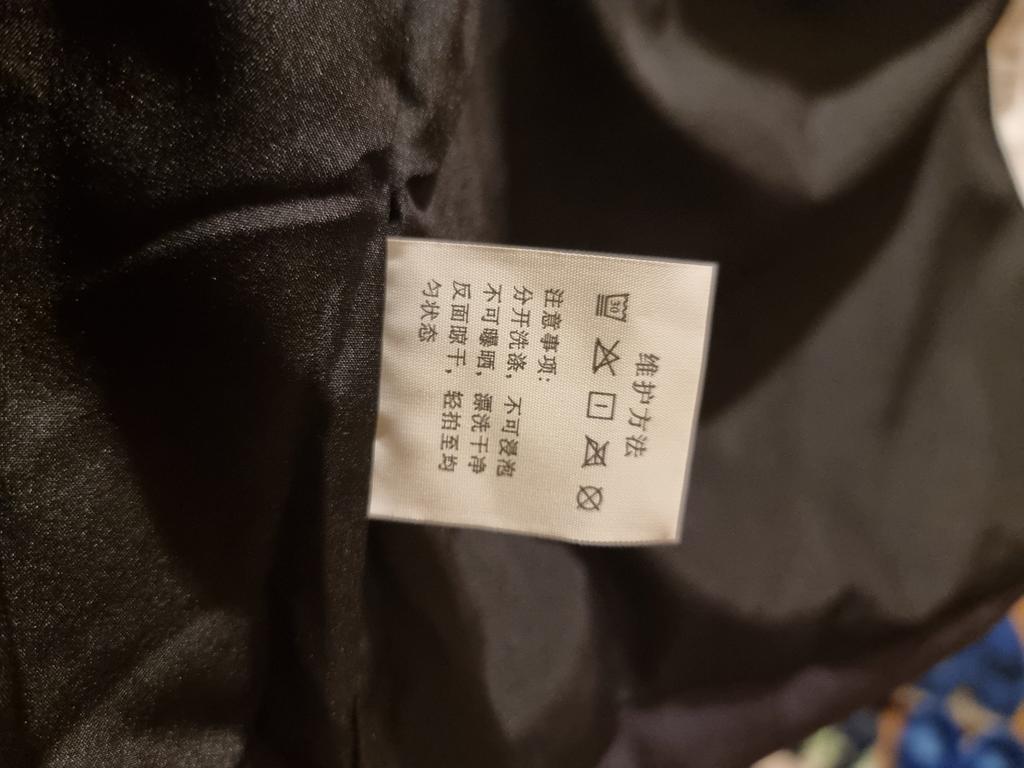 维护方法
30
注意事项：
分开洗涤，不可浸泡
不可曝晒，漂洗干净
反面晾干，轻拍至均
匀状态